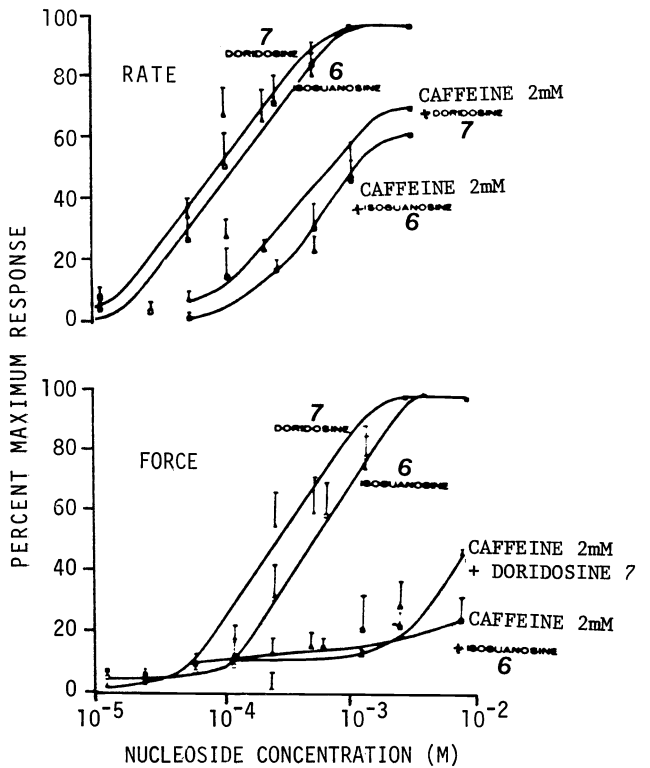 100
80
60
40
20
0
RATE
7
DORIDOSINE
6
ISOGUANOSINE
CAFFEINE 2mM
+DORIDOSINE
7
CAFFEINE 2mM
+ISOGUANOSINE
6
PERCENT MAXIMUM RESPONSE
100
80
60
40
20
0
FORCE
7
DORIDOSINE
6
ISOGUANOSINE
CAFFEINE 2mM
+ DORIDOSINE 7
CAFFEINE 2mM
+ISOGUANOSINE
6
10⁻⁵ 10⁻⁴ 10⁻³ 10⁻²
NUCLEOSIDE CONCENTRATION (M)